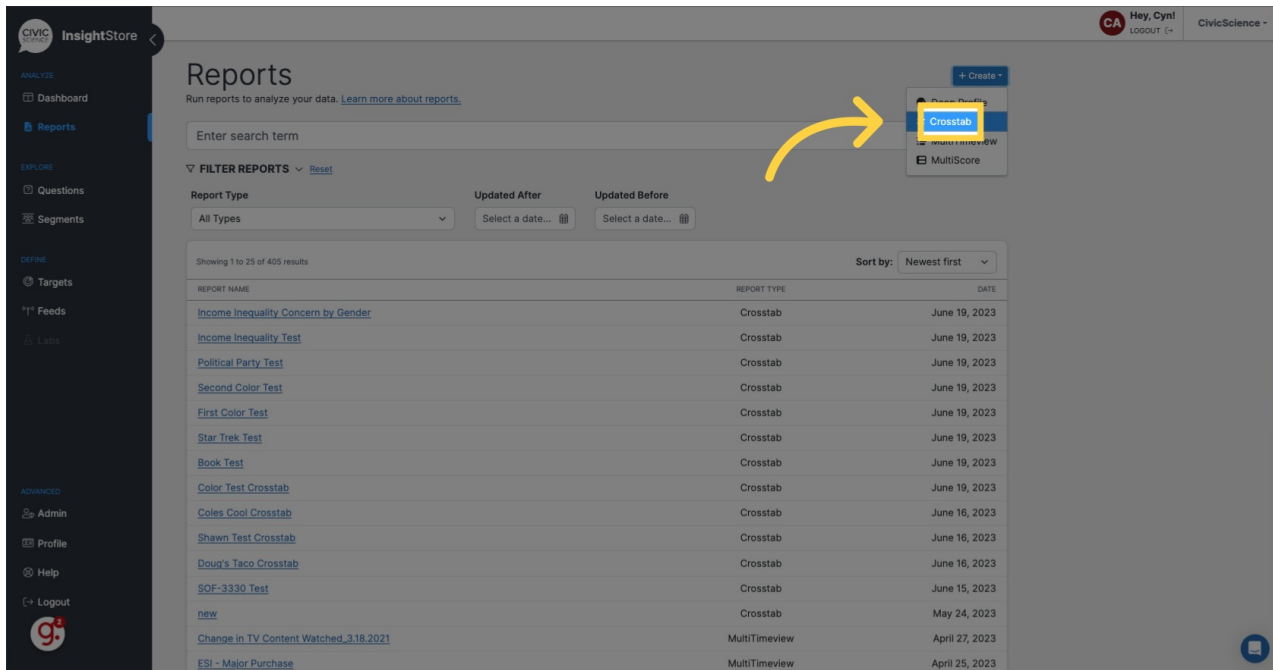 CIVIC
SCIENCE
InsightStore
Hey, Cyn!
CA
LOGOUT
CivicScience
ANALYZE
Dashboard
Reports
EXPLORE
Questions
Segments
DEFINE
Targets
Feeds
Labs
ADVANCED
Admin
Profile
Help
Logout
g.
2
Reports
+ Create
Run reports to analyze your data. Learn more about reports.
Deep Profile
Crosstab
MultiTimeview
MultiScore
Enter search term
FILTER REPORTS Reset
Report Type Updated After Updated Before
All Types Select a date... Select a date...
Showing 1 to 25 of 405 results Sort by: Newest first
REPORT NAME REPORT TYPE DATE
Income Inequality Concern by Gender Crosstab June 19, 2023
Income Inequality Test Crosstab June 19, 2023
Political Party Test Crosstab June 19, 2023
Second Color Test Crosstab June 19, 2023
First Color Test Crosstab June 19, 2023
Star Trek Test Crosstab June 19, 2023
Book Test Crosstab June 19, 2023
Color Test Crosstab Crosstab June 19, 2023
Coles Cool Crosstab Crosstab June 16, 2023
Shawn Test Crosstab Crosstab June 16, 2023
Doug's Taco Crosstab Crosstab June 16, 2023
SOF-3330 Test Crosstab June 15, 2023
new Crosstab May 24, 2023
Change in TV Content Watched_3.18.2021 MultiTimeview April 27, 2023
ESI - Major Purchase MultiTimeview April 25, 2023